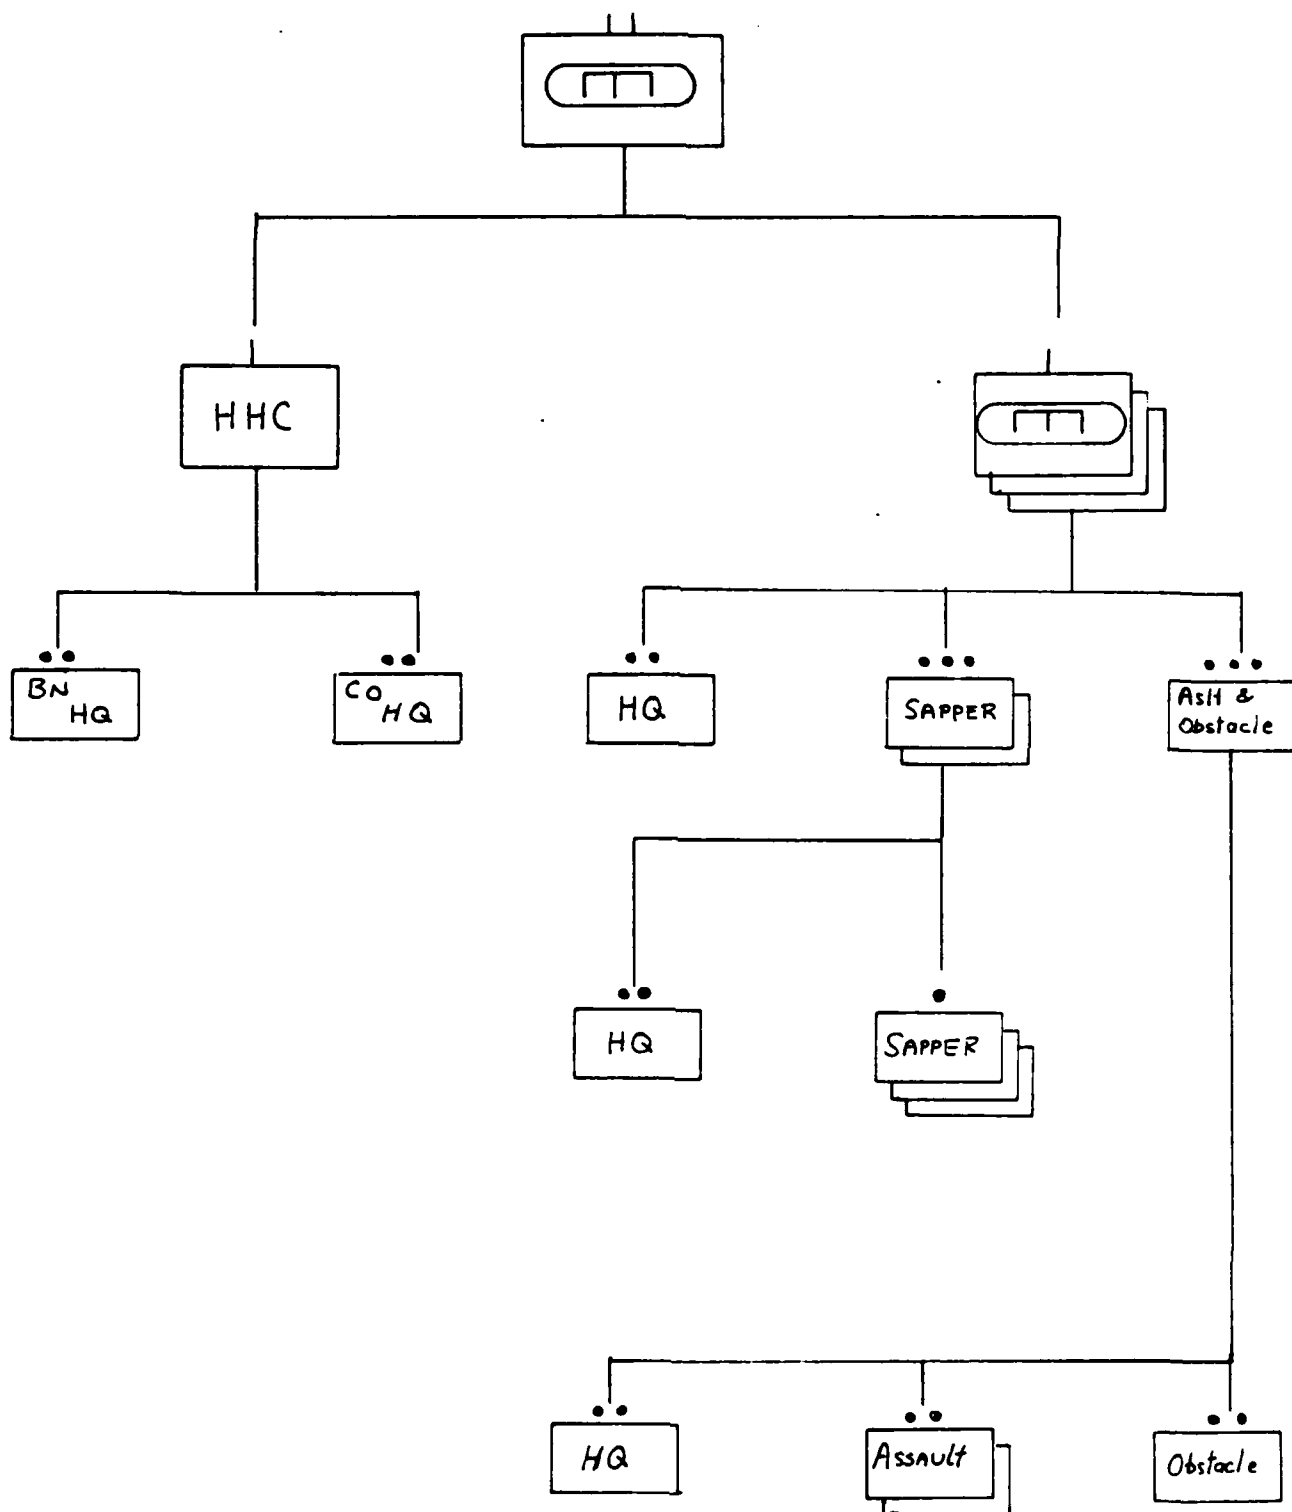 HHC
BN
HQ
CO
HQ
HQ
SAPPER
AslT &
Obstacle
HQ
SAPPER
HQ
ASSAULT
Obstacle